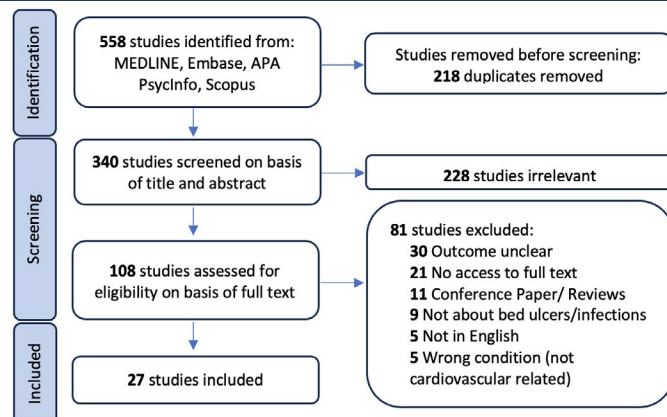 Identification
558 studies identified from:
MEDLINE, Embase, APA
PsycInfo, Scopus
Studies removed before screening:
218 duplicates removed
Screening
340 studies screened on basis
of title and abstract
228 studies irrelevant
108 studies assessed for
eligibility on basis of full text
81 studies excluded:
30 Outcome unclear
21 No access to full text
11 Conference Paper/ Reviews
9 Not about bed ulcers/infections
5 Not in English
5 Wrong condition (not
cardiovascular related)
Included
27 studies included